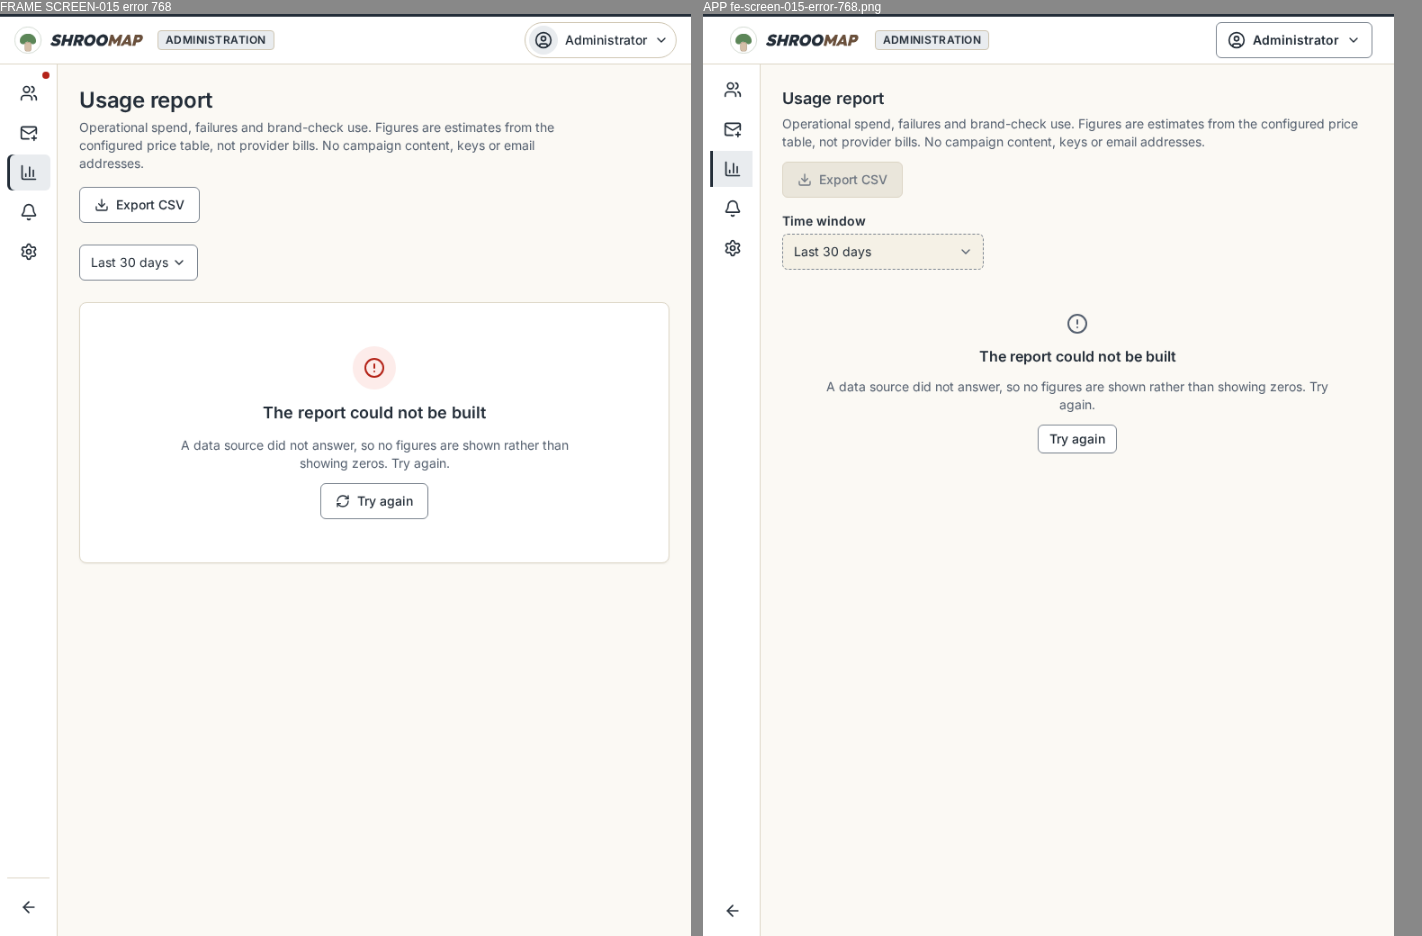 FRAME SCREEN-015 error 768
SHROOMAP
ADMINISTRATION
Administrator
Usage report
Operational spend, failures and brand-check use. Figures are estimates from the
configured price table, not provider bills. No campaign content, keys or email
addresses.
Export CSV
Last 30 days
The report could not be built
A data source did not answer, so no figures are shown rather than
showing zeros. Try again.
Try again
APP fe-screen-015-error-768.png
SHROOMAP
ADMINISTRATION
Administrator
Usage report
Operational spend, failures and brand-check use. Figures are estimates from the configured price
table, not provider bills. No campaign content, keys or email addresses.
Export CSV
Time window
Last 30 days
The report could not be built
A data source did not answer, so no figures are shown rather than showing zeros. Try
again.
Try again